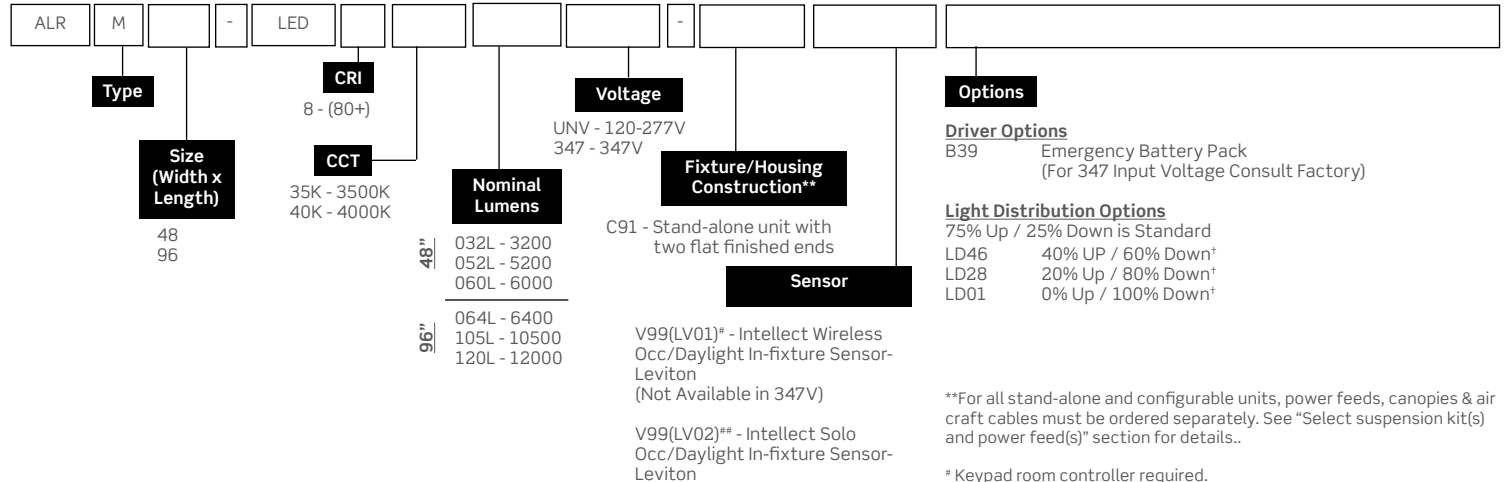 ALR M - LED -
Type
CRI
8 - (80+)
Voltage
UNV - 120-277V
347 - 347V
Options
Size
(Width x
Length)
48
96
CCT
35K - 3500K
40K - 4000K
Nominal
Lumens
48”
032L - 3200
052L - 5200
060L - 6000
96”
064L - 6400
105L - 10500
120L - 12000
Fixture/Housing
Construction**
C91 - Stand-alone unit with
two flat finished ends
Sensor
V99(LV01)# - Intellect Wireless
Occ/Daylight In-fixture Sensor-
Leviton
(Not Available in 347V)
V99(LV02)## - Intellect Solo
Occ/Daylight In-fixture Sensor-
Leviton
Driver Options
B39 Emergency Battery Pack
(For 347 Input Voltage Consult Factory)
Light Distribution Options
75% Up / 25% Down is Standard
LD46 40% UP / 60% Down†
LD28 20% Up / 80% Down†
LD01 0% Up / 100% Down†
**For all stand-alone and configurable units, power feeds, canopies & air
craft cables must be ordered separately. See “Select suspension kit(s)
and power feed(s)” section for details..
# Keypad room controller required.